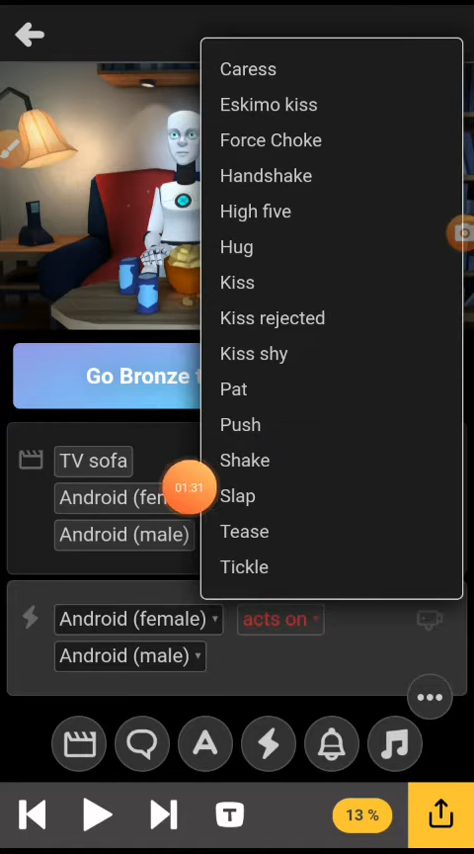 Caress
Eskimo kiss
Force Choke
Handshake
High five
Hug
Kiss
Kiss rejected
Kiss shy
Pat
Push
Shake
Slap
Tease
Tickle
Go Bronze
TV sofa
Android (fem
01:31
Android (male)
Android (female) acts on
Android (male)
A
T
13 %